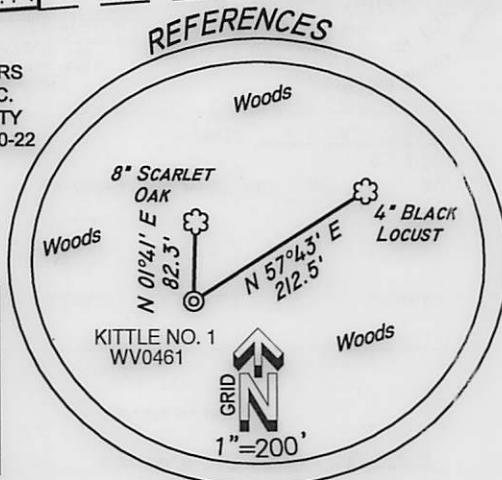 REFERENCES
RS
C.
TY
0-22
Woods
8" SCARLET
OAK
4" BLACK
LOCUST
Woods
N 01°41' E
82.3'
N 57°43' E
212.5'
KITTLE NO. 1
WV0461
Woods
GRID
N
1"=200'